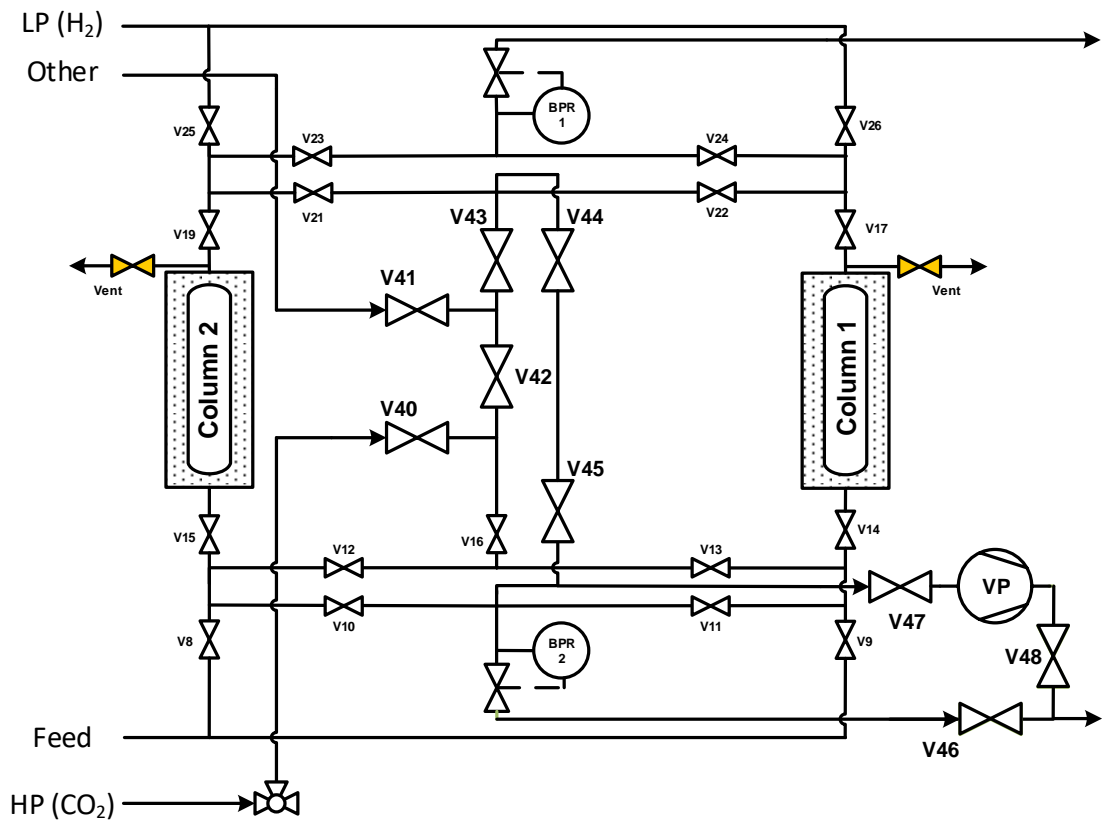 LP (H₂)
Other
BPR
1
V25
V23
V24
V26
V21
V22
V19
V43
V44
V17
Vent
V41
Vent
Column 2
Column 1
V42
V40
V45
V15
V16
V14
V12
V13
VP
V10
V11
V47
V8
BPR
2
V9
V48
Feed
V46
HP (CO₂)